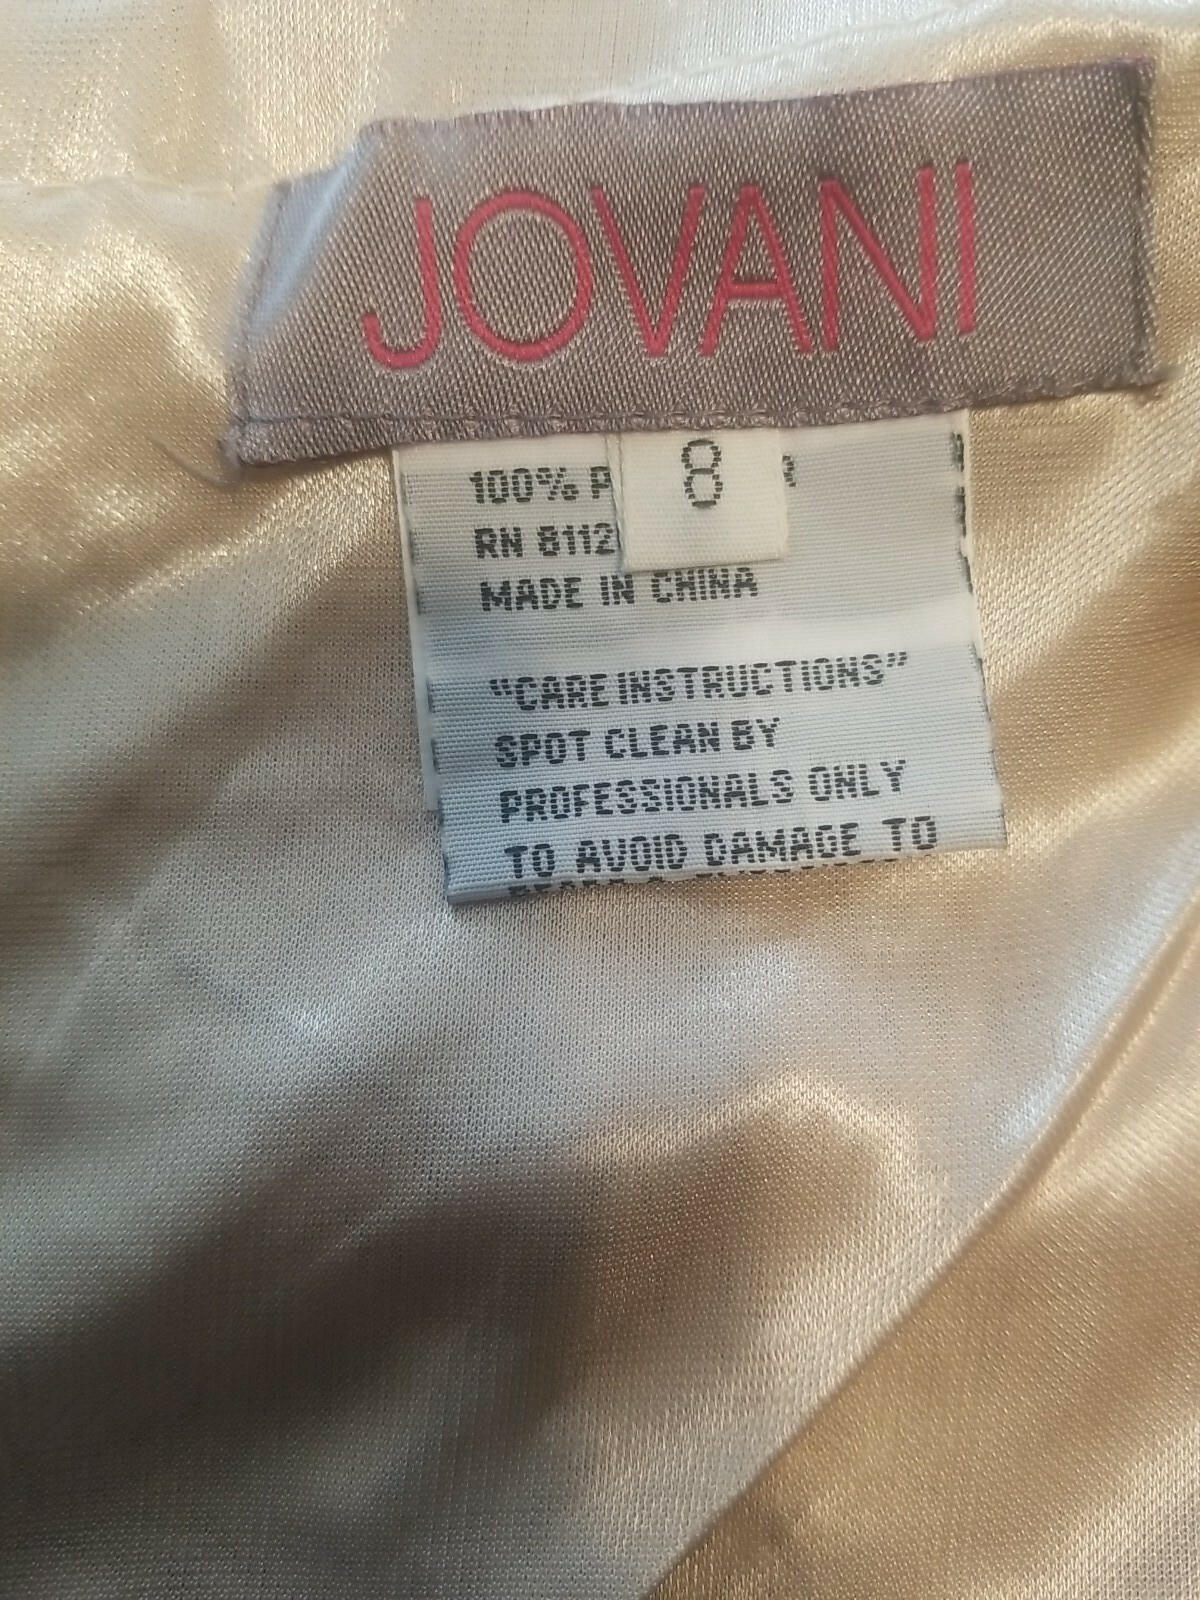 JOVANI
8
100% P R
RN 8112
MADE IN CHINA
"CARE INSTRUCTIONS"
SPOT CLEAN BY
PROFESSIONALS ONLY
TO AVOID DAMAGE TO